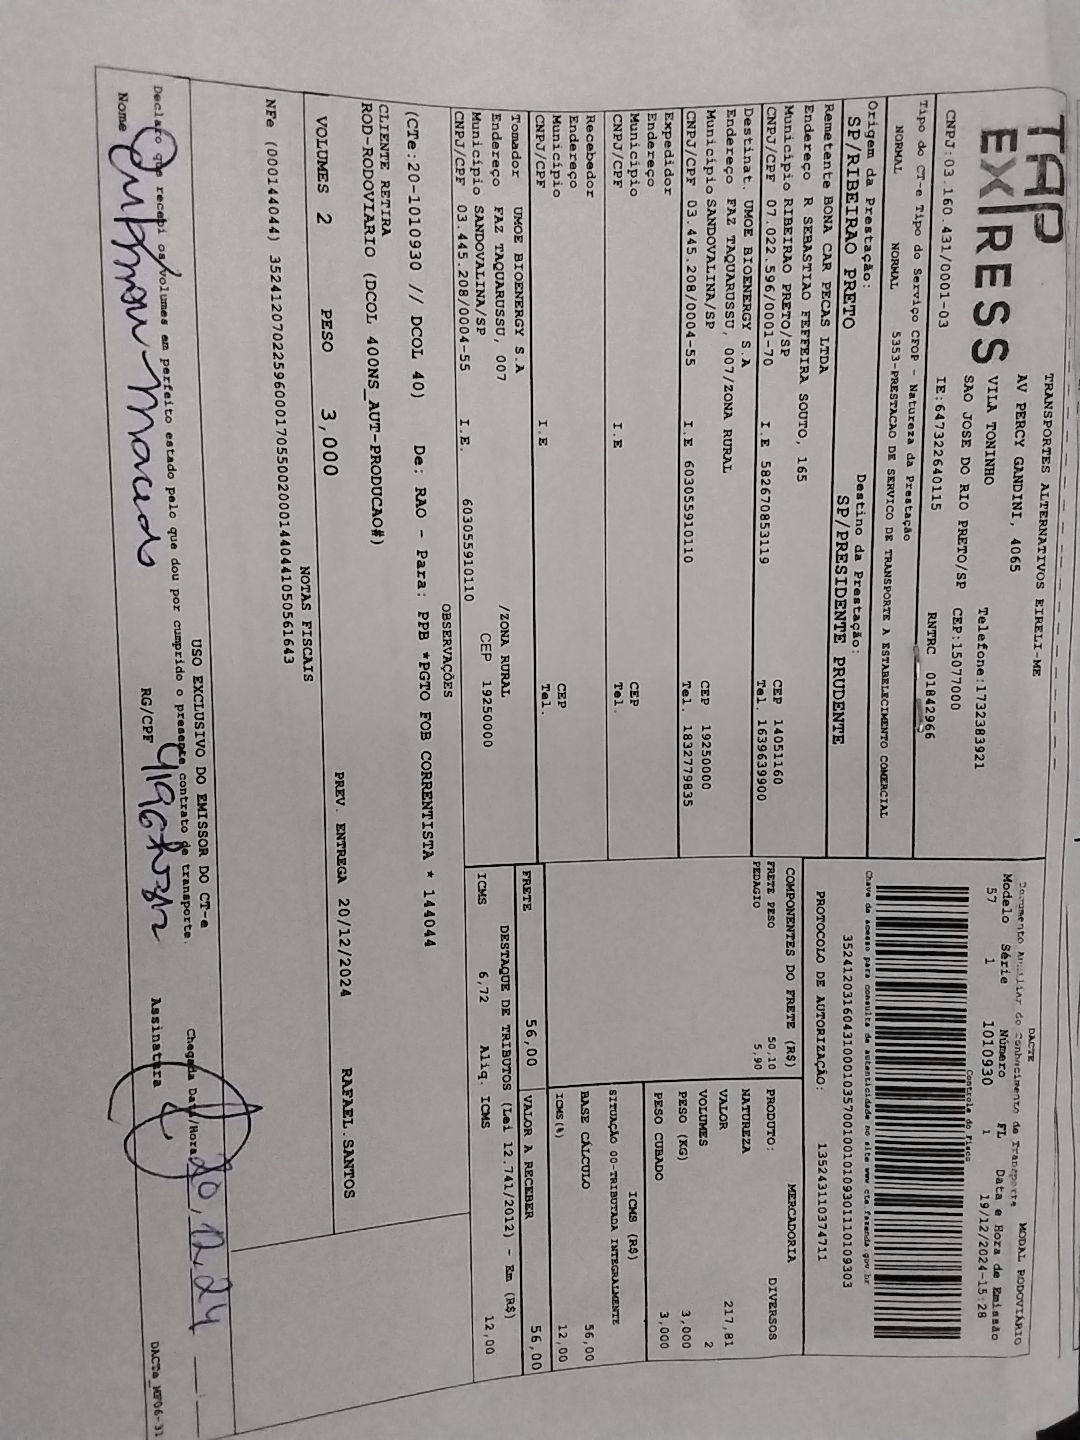 TAP
EXPRESS
TRANSPORTES ALTERNATIVOS EIRELI-ME
AV PERCY GANDINI, 4065
VILA TONINHO Telefone:1732383921
SAO JOSE DO RIO PRETO/SP CEP:15077000
CNPJ:03.160.431/0001-03 IE:647322640115 RNTRC 01842966
DACTE MODAL RODOVIÁRIO
Documento Auxiliar do Conhecimento de Transporte
Modelo Série Número FL Data e Hora de Emissão
57 1 1010930 1 19/12/2024-15:28
Controle do Fisco
Chave de acesso para consulta de autenticidade no site www.cte.fazenda.gov.br
PROTOCOLO DE AUTORIZAÇÃO: 135243110374711
Tipo do CT-e Tipo do Serviço CFOP - Natureza da Prestação
NORMAL NORMAL 5353-PRESTACAO DE SERVICO DE TRANSPORTE A ESTABELECIMENTO COMERCIAL
Origem da Prestação: Destino da Prestação:
SP/RIBEIRAO PRETO SP/PRESIDENTE PRUDENTE
Remetente BONA CAR PECAS LTDA
Endereço R SEBASTIAO FEFFEIRA SOUTO, 165
Município RIBEIRAO PRETO/SP CEP 14051160
CNPJ/CPF 07.022.596/0001-70 I.E 582670853119 Tel. 1639639900
Destinat. UMOE BIOENERGY S.A
Endereço FAZ TAQUARUSSU, 007/ZONA RURAL
Município SANDOVALINA/SP CEP 19250000
CNPJ/CPF 03.445.208/0004-55 I.E 603055910110 Tel. 1832779835
Expedidor
Endereço
Município CEP
CNPJ/CPF I.E Tel.
Recebedor
Endereço
Município CEP
CNPJ/CPF I.E Tel.
Tomador UMOE BIOENERGY S.A
Endereço FAZ TAQUARUSSU, 007 /ZONA RURAL
Município SANDOVALINA/SP CEP 19250000
CNPJ/CPF 03.445.208/0004-55 I.E. 603055910110
COMPONENTES DO FRETE (R$)
FRETE PESO 50,10
PEDAGIO 5,90
MERCADORIA
PRODUTO: DIVERSOS
NATUREZA
VALOR 217,81
VOLUMES 2
PESO (KG) 3,000
PESO CUBADO 3,000
ICMS (R$)
SITUAÇÃO 00-TRIBUTADA INTEGRALMENTE
BASE CÁLCULO 56,00
ICMS(%) 12,00
FRETE 56,00 VALOR A RECEBER 56,00
DESTAQUE DE TRIBUTOS (Lei 12.741/2012) - Em (R$)
ICMS 6,72 Aliq. ICMS 12,00
OBSERVAÇÕES
(CTe:20-1010930 // DCOL 40) De: RAO - Para: PPB *PGTO FOB CORRENTISTA * 144044
CLIENTE RETIRA
ROD-RODOVIARIO (DCOL 400NS_AUT-PRODUCAO#)
VOLUMES 2 PESO 3,000 PREV. ENTREGA 20/12/2024 RAFAEL.SANTOS
NOTAS FISCAIS
NFe (000144044) 35241207022596000170550020001440441050561643
USO EXCLUSIVO DO EMISSOR DO CT-e
Declaro que recebi os volumes em perfeito estado pelo que dou por cumprido o presente contrato de transporte.
Chegada Data/Hora 20,12,24
Nome Macedo RG/CPF Assinatura